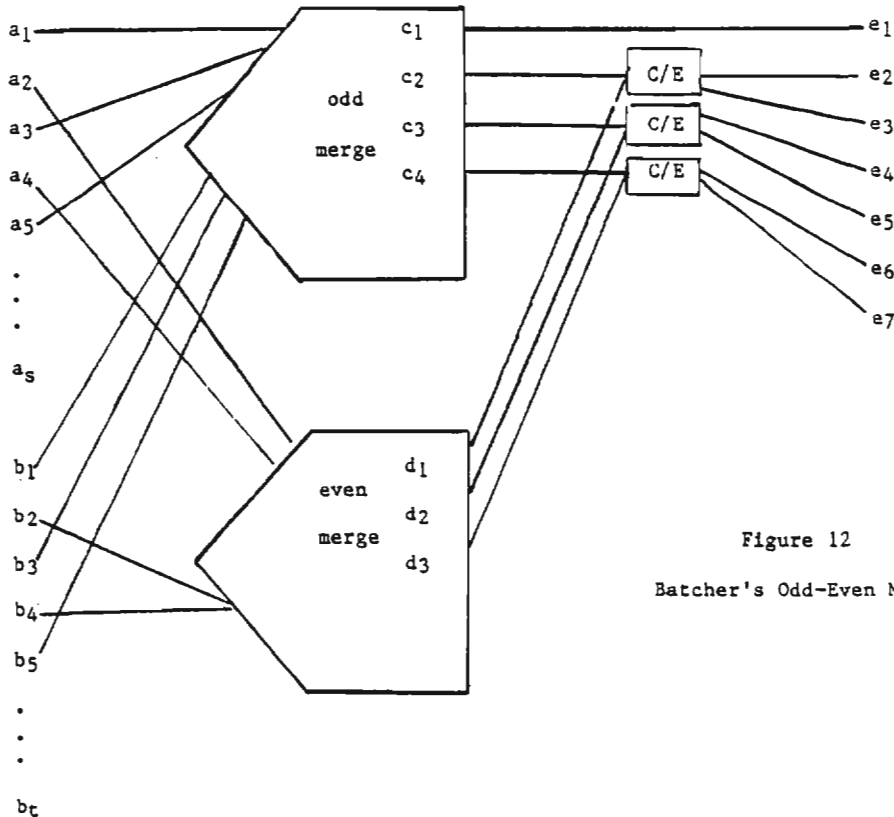 a1
a2
a3
a4
a5
.
.
.
as
b1
b2
b3
b4
b5
.
.
.
.
bt
odd
merge
c1
c2
c3
c4
even
merge
d1
d2
d3
C/E
C/E
C/E
e1
e2
e3
e4
e5
e6
e7
Figure 12
Batcher's Odd-Even